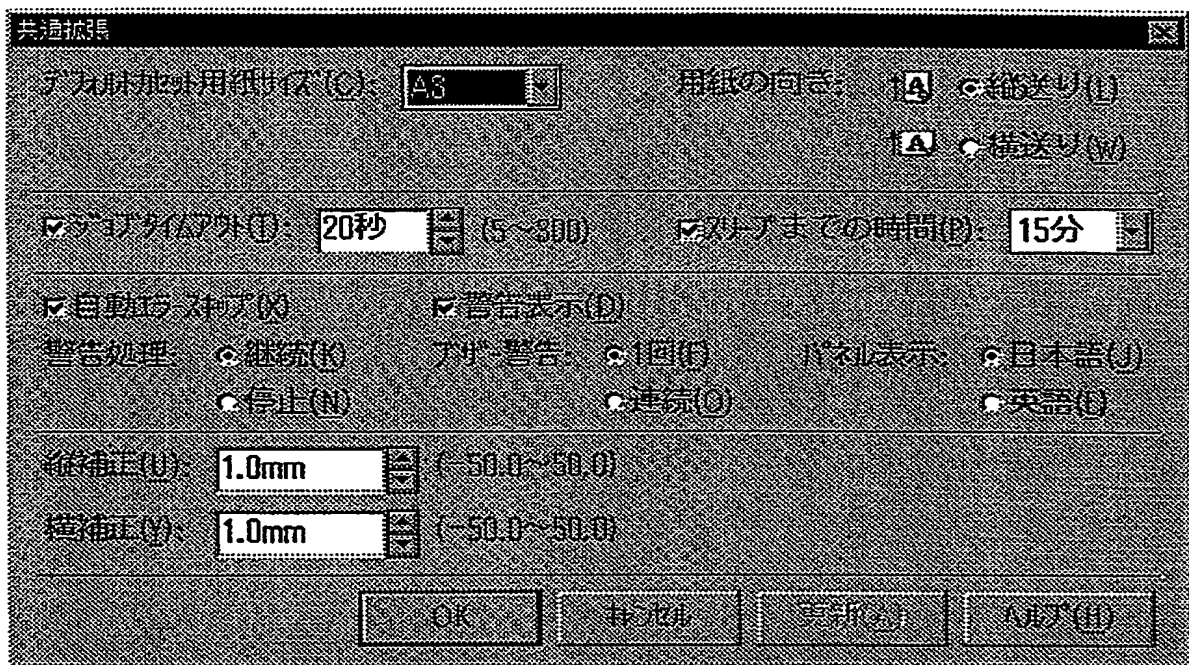 共通拡張
ﾃﾞﾌｫﾙﾄｶｾｯﾄ用紙ｻｲｽﾞ(C): A3 用紙の向き: A 縦送り(L)
A 横送り(W)
ｼﾞｮﾌﾞﾀｲﾑｱｳﾄ(T): 20秒 (5~300) ｽﾘｰﾌﾟまでの時間(P): 15分
自動ｴﾗｰｽｷｯﾌﾟ(X) 警告表示(D)
警告処理: 継続(K) ﾌﾞｻﾞｰ警告: 1回(F) ﾊﾟﾈﾙ表示: 日本語(J)
停止(N) 連続(O) 英語(E)
縦補正(U): 1.0mm (-50.0~50.0)
横補正(Y): 1.0mm (-50.0~50.0)
OK ｷｬﾝｾﾙ 更新(A) ﾍﾙﾌﾟ(H)